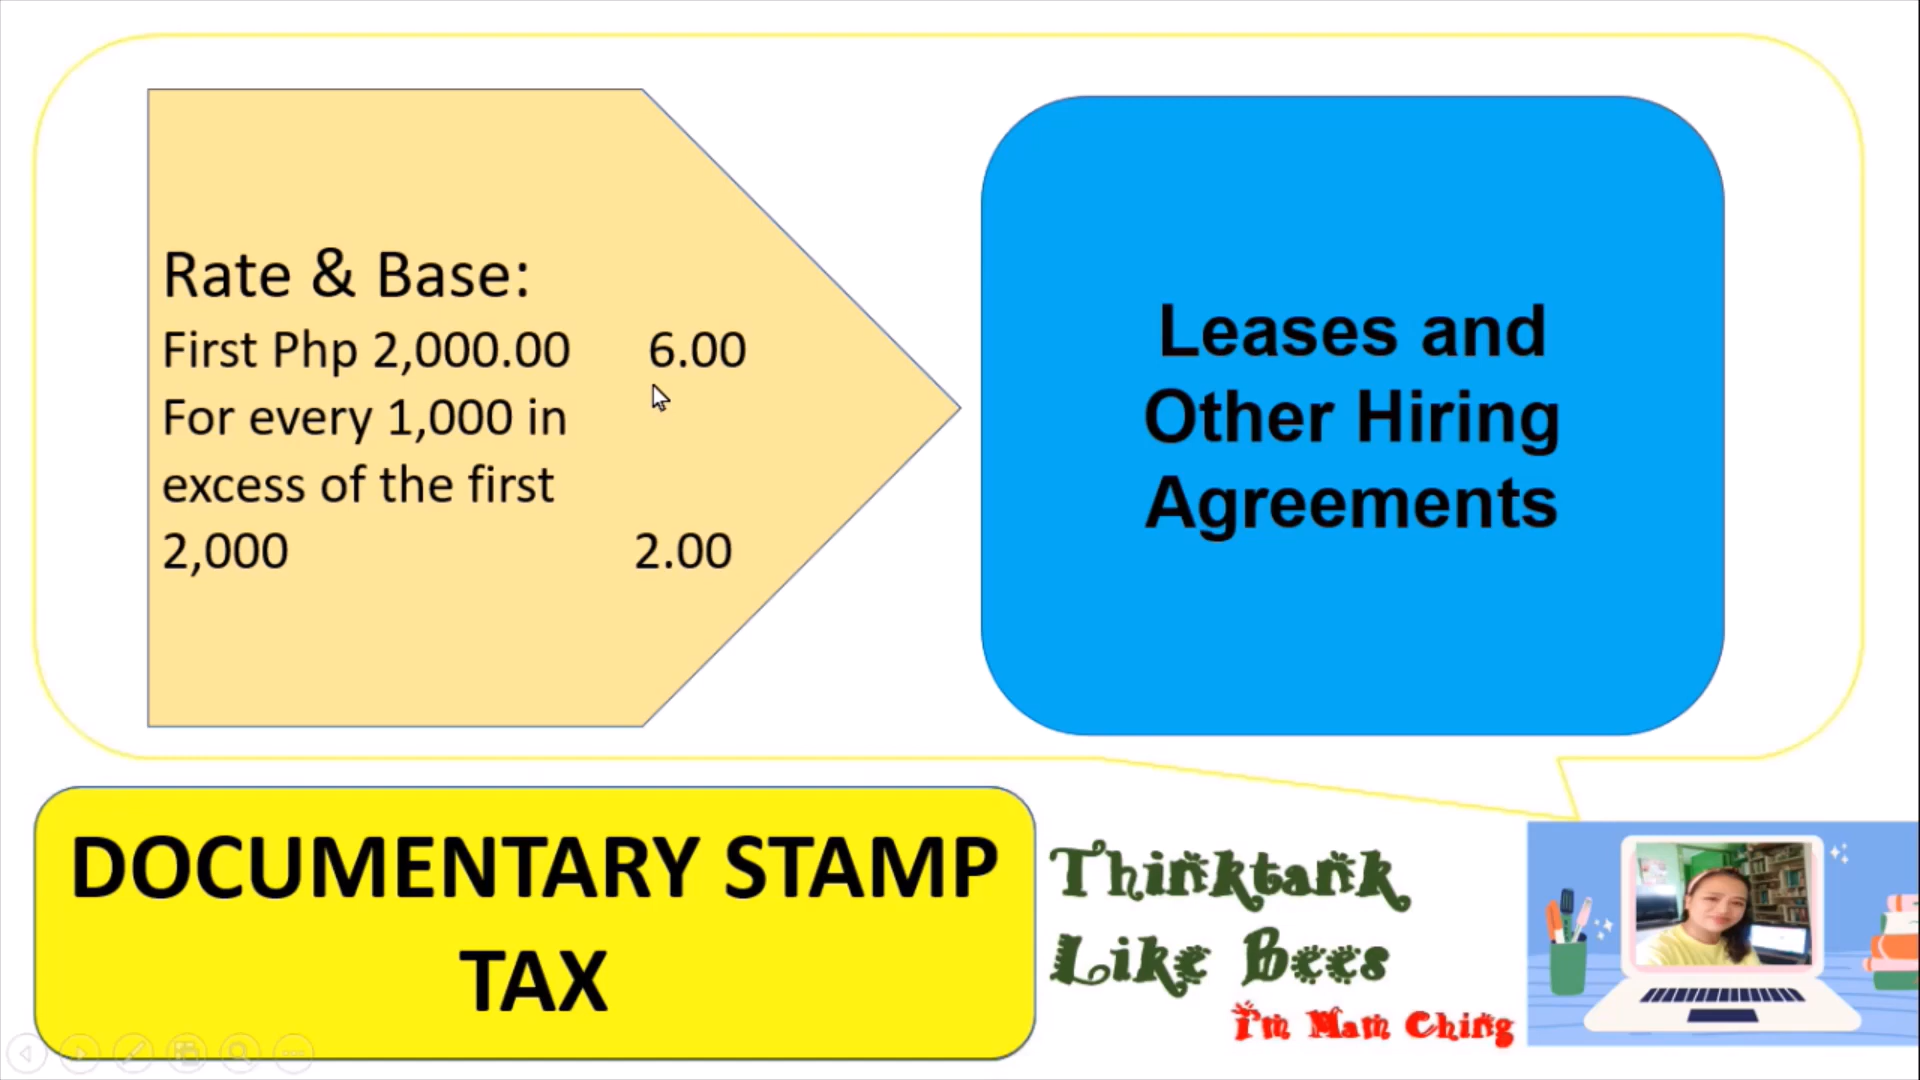 Rate & Base:
First Php 2,000.00 6.00
For every 1,000 in
excess of the first
2,000 2.00
Leases and
Other Hiring
Agreements
DOCUMENTARY STAMP
TAX
Thinktank
Like Bees
I'm Mam Ching